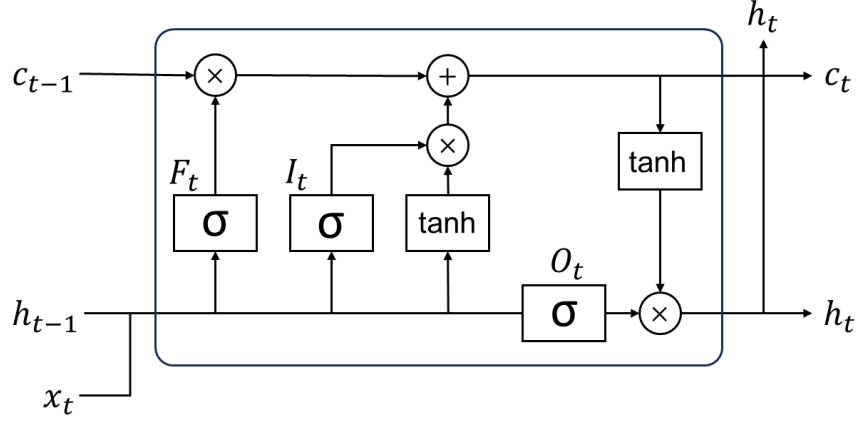 h_t
c_{t-1} × + c_t
×
F_t I_t tanh
σ σ tanh
O_t
h_{t-1} σ × h_t
x_t